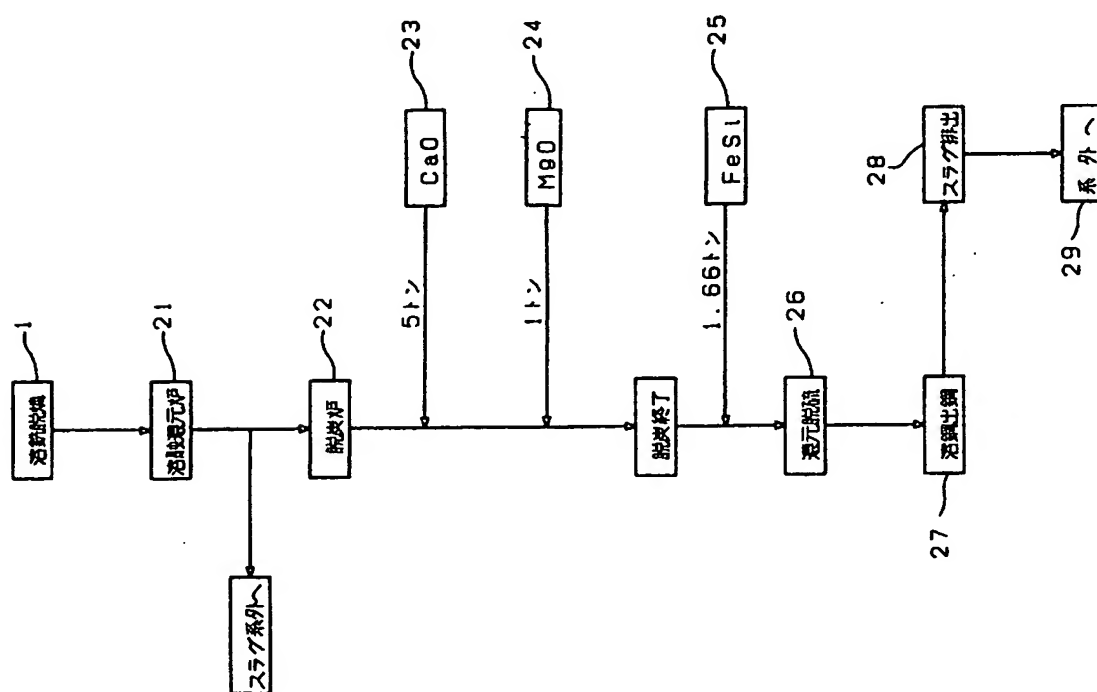 1
溶銑脱燐
21
溶融還元炉
スラグ系外へ
22
脱炭炉
23
CaO
5トン
24
MgO
1トン
脱炭終了
25
FeSi
1.66トン
26
還元脱硫
溶鋼出鋼
27
28
スラグ排出
系外へ
29